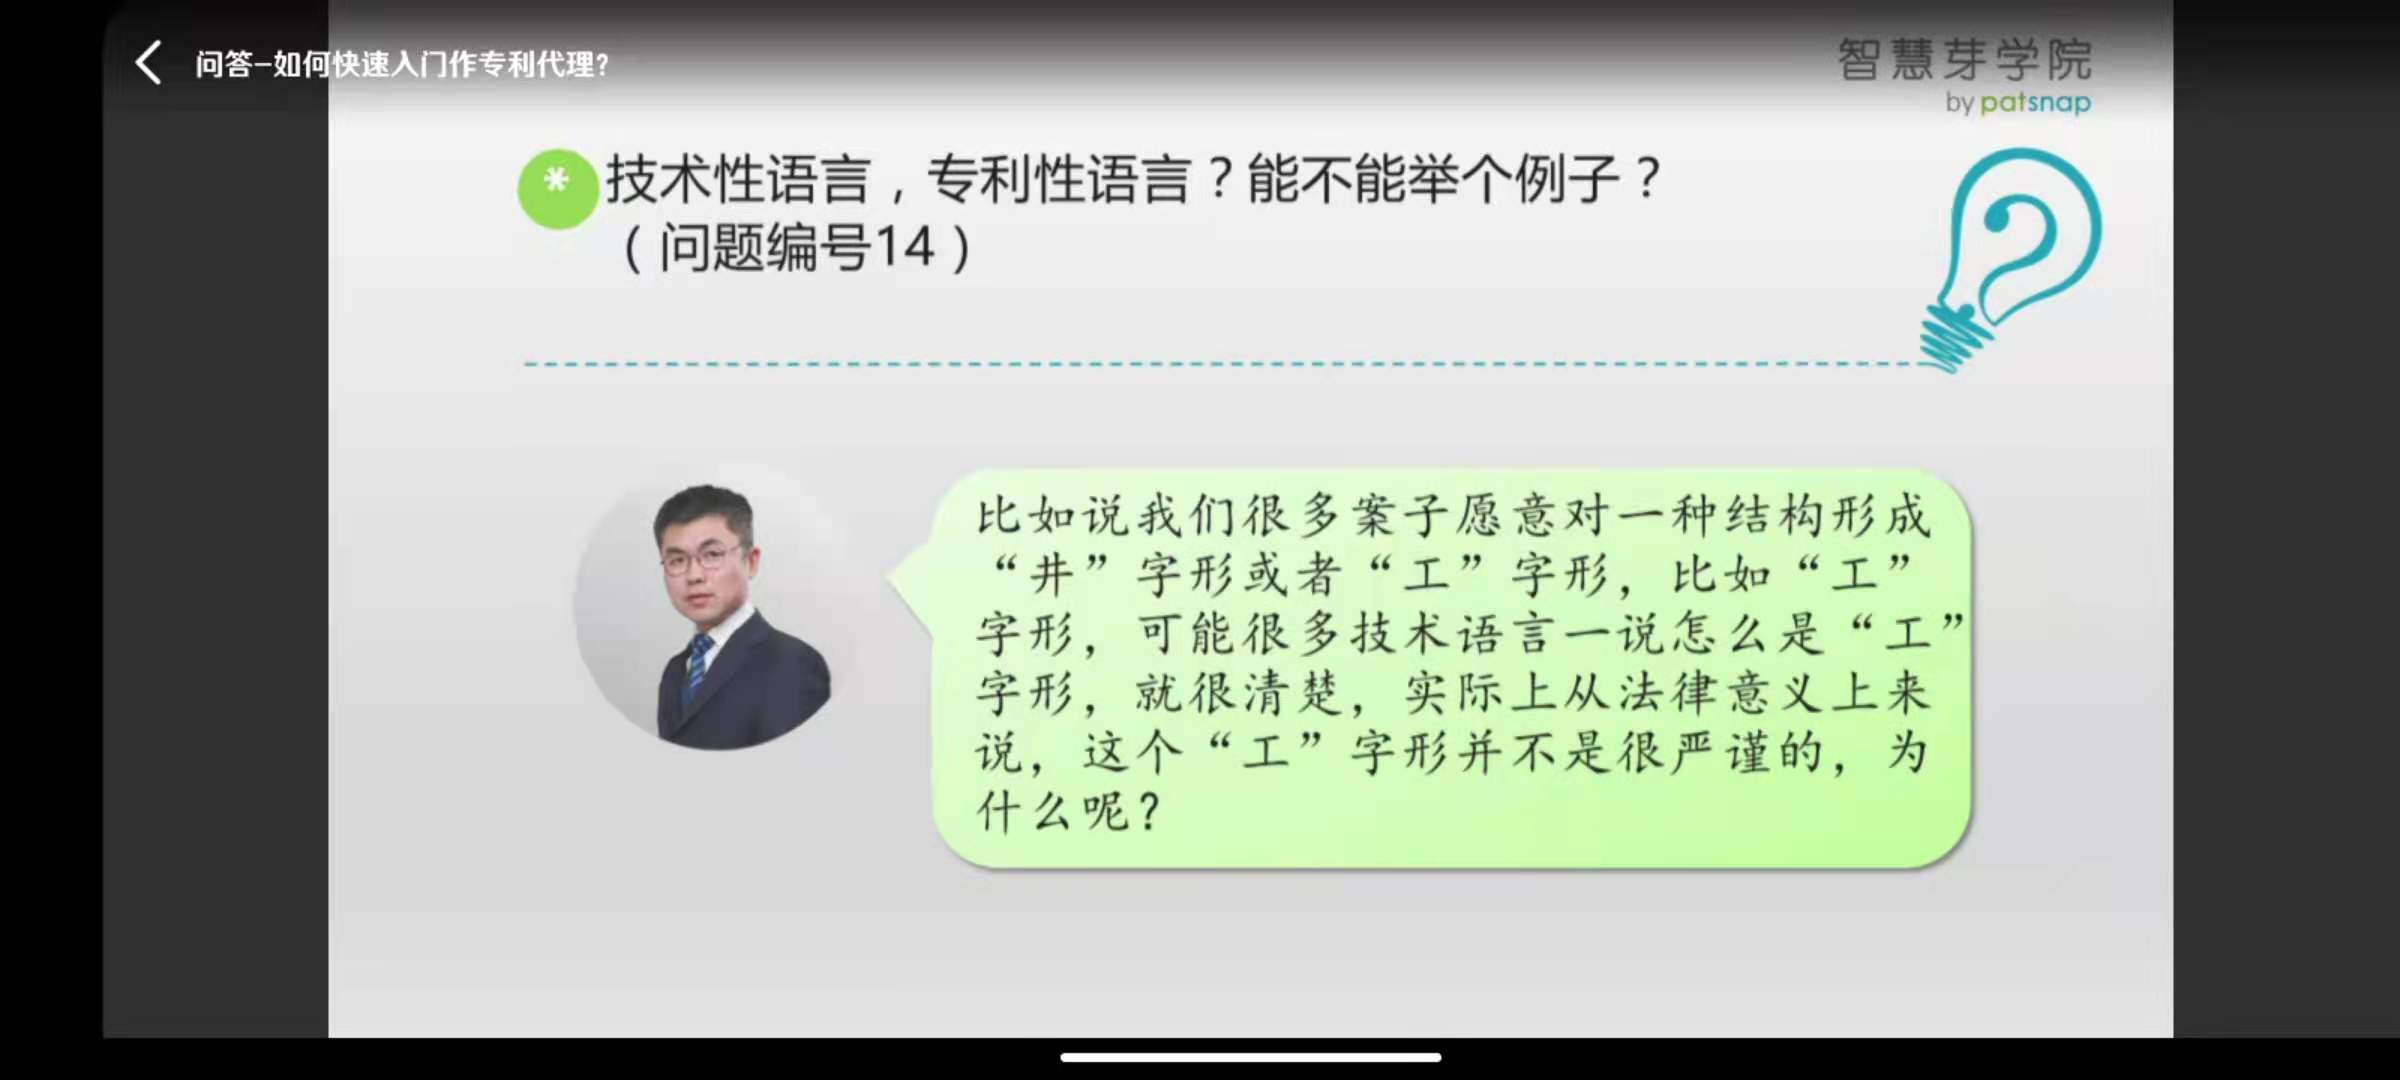 问答-如何快速入门作专利代理?
智慧芽学院
by patsnap
* 技术性语言，专利性语言？能不能举个例子？
（问题编号14）
比如说我们很多案子愿意对一种结构形成
“井”字形或者“工”字形，比如“工”
字形，可能很多技术语言一说怎么是“工”
字形，就很清楚，实际上从法律意义上来
说，这个“工”字形并不是很严谨的，为
什么呢？